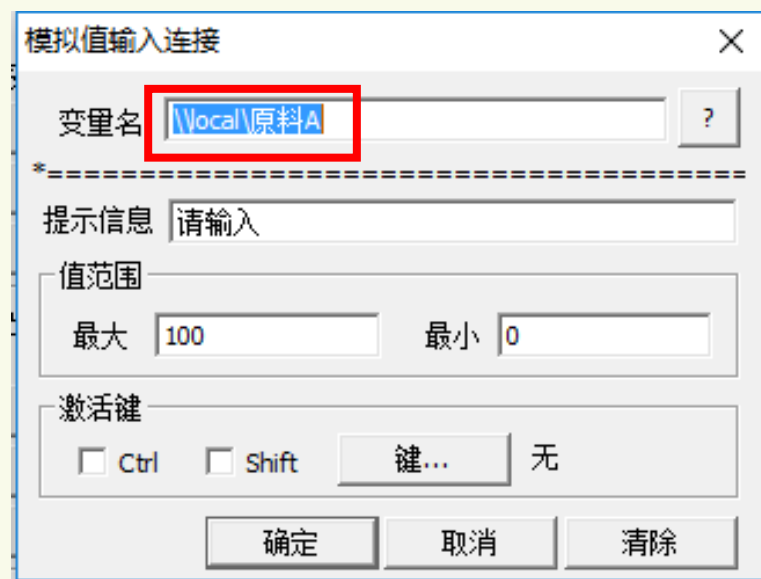 模拟值输入连接
变量名 \\local\原料A ?
*======================================
提示信息 请输入
值范围
最大 100 最小 0
激活键
Ctrl Shift 键... 无
确定 取消 清除